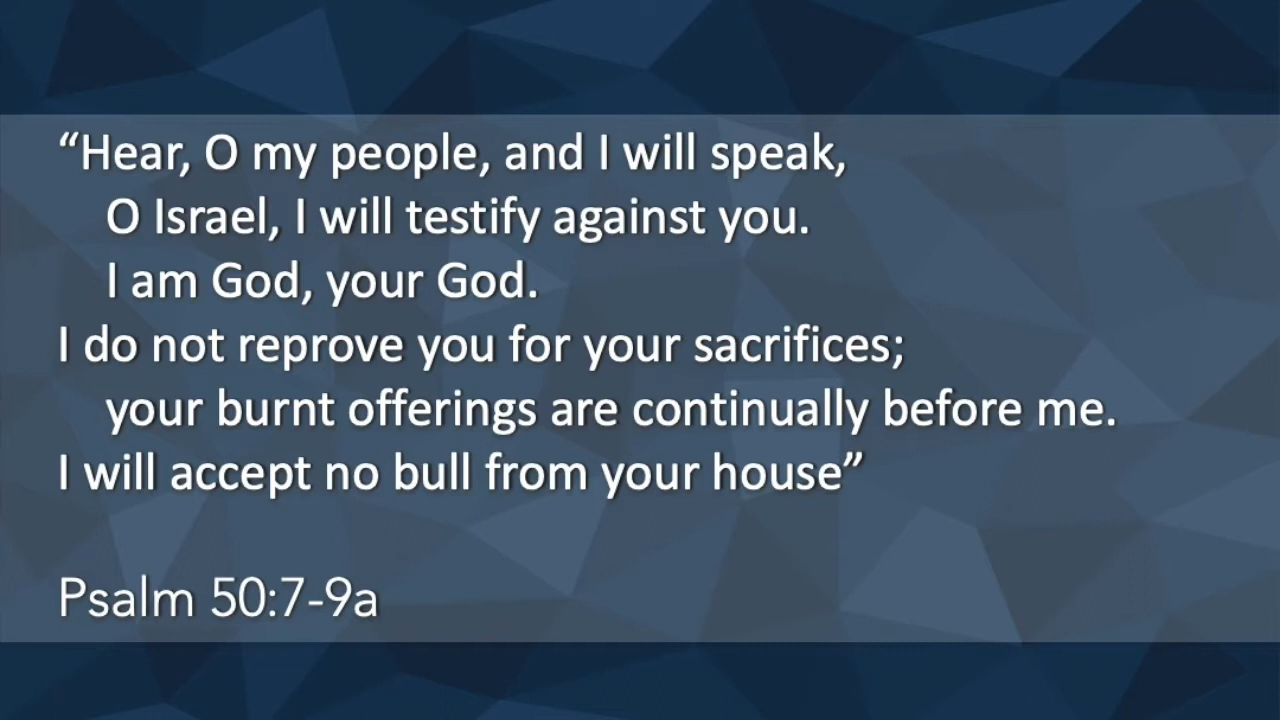 “Hear, O my people, and I will speak,
O Israel, I will testify against you.
I am God, your God.
I do not reprove you for your sacrifices;
your burnt offerings are continually before me.
I will accept no bull from your house”
Psalm 50:7-9a